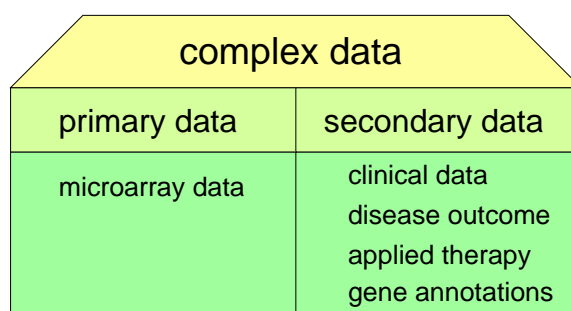 complex data
primary data
secondary data
microarray data
clinical data
disease outcome
applied therapy
gene annotations